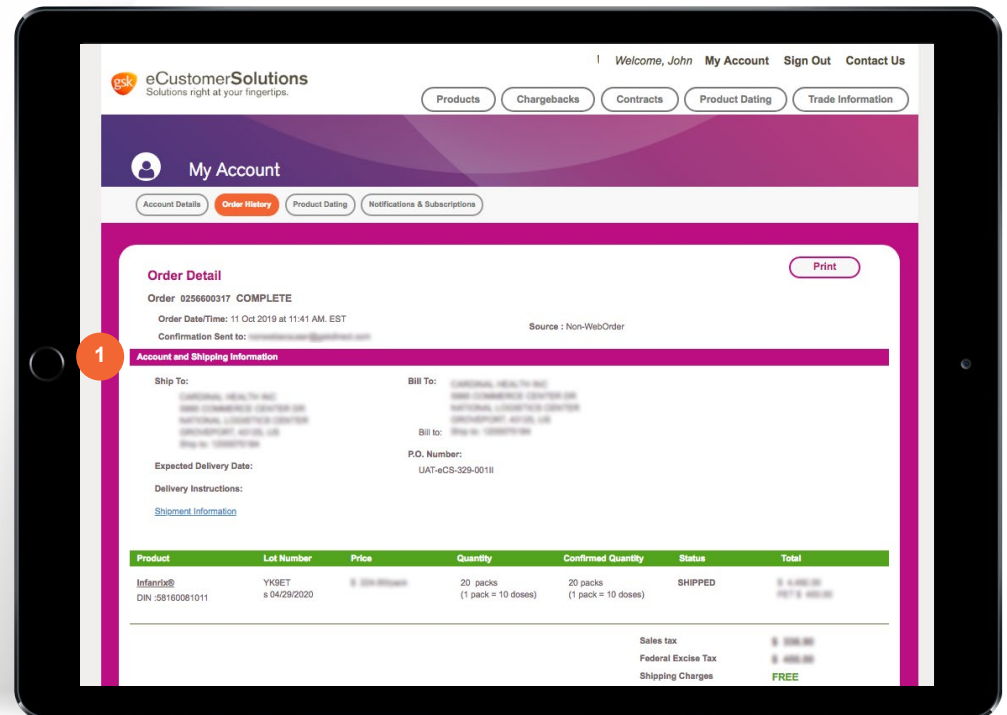 Welcome, John My Account Sign Out Contact Us
gsk eCustomerSolutions
Solutions right at your fingertips.
Products Chargebacks Contracts Product Dating Trade Information
My Account
Account Details Order History Product Dating Notifications & Subscriptions
Print
Order Detail
Order 0256600317 COMPLETE
Order Date/Time: 11 Oct 2019 at 11:41 AM. EST
Source : Non-WebOrder
Confirmation Sent to:
1
Account and Shipping Information
Ship To: Bill To:
Bill to:
P.O. Number:
Expected Delivery Date:
UAT-eCS-329-001II
Delivery Instructions:
Shipment Information
Product Lot Number Price Quantity Confirmed Quantity Status Total
Infanrix® YK9ET 20 packs 20 packs SHIPPED
DIN :58160081011 s 04/29/2020 (1 pack = 10 doses) (1 pack = 10 doses)
Sales tax
Federal Excise Tax
Shipping Charges FREE